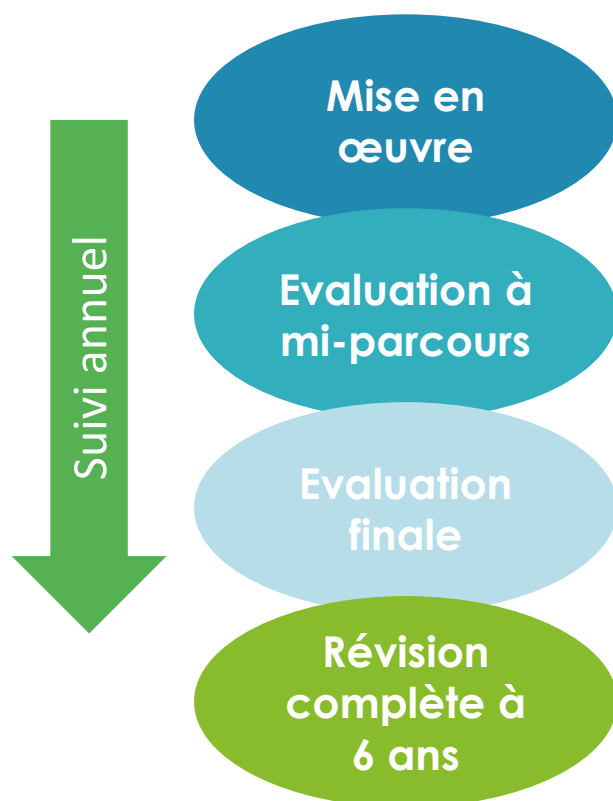 Mise en
œuvre
Suivi annuel
Evaluation à
mi-parcours
Evaluation
finale
Révision
complète à
6 ans